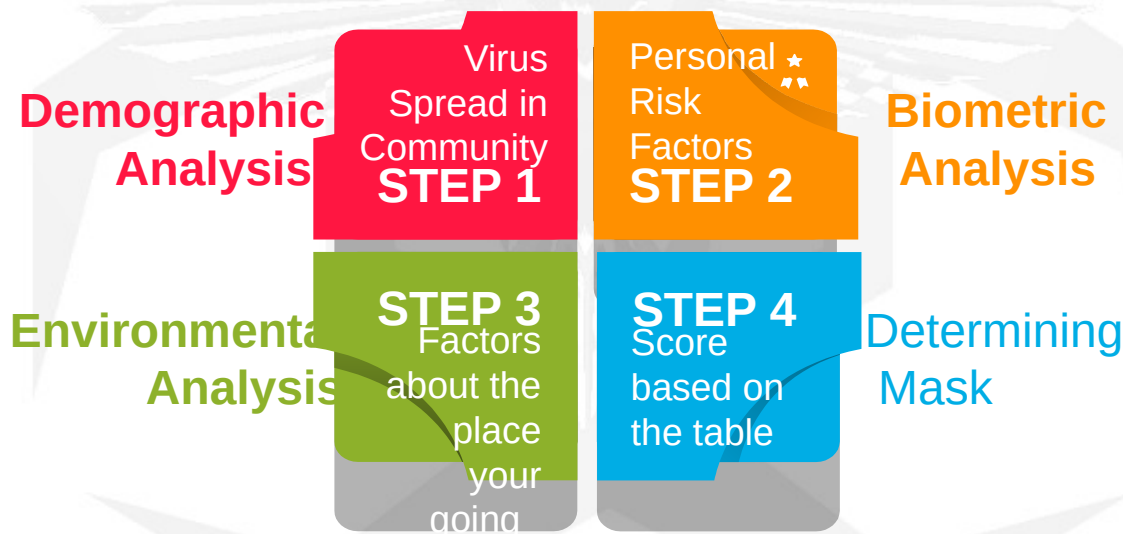 Demographic
Analysis
Virus
Spread in
Community
STEP 1
Personal
Risk
Factors
STEP 2
Biometric
Analysis
Environmenta
Analysis
STEP 3
Factors
about the
place
your
going
STEP 4
Score
based on
the table
Determining
Mask